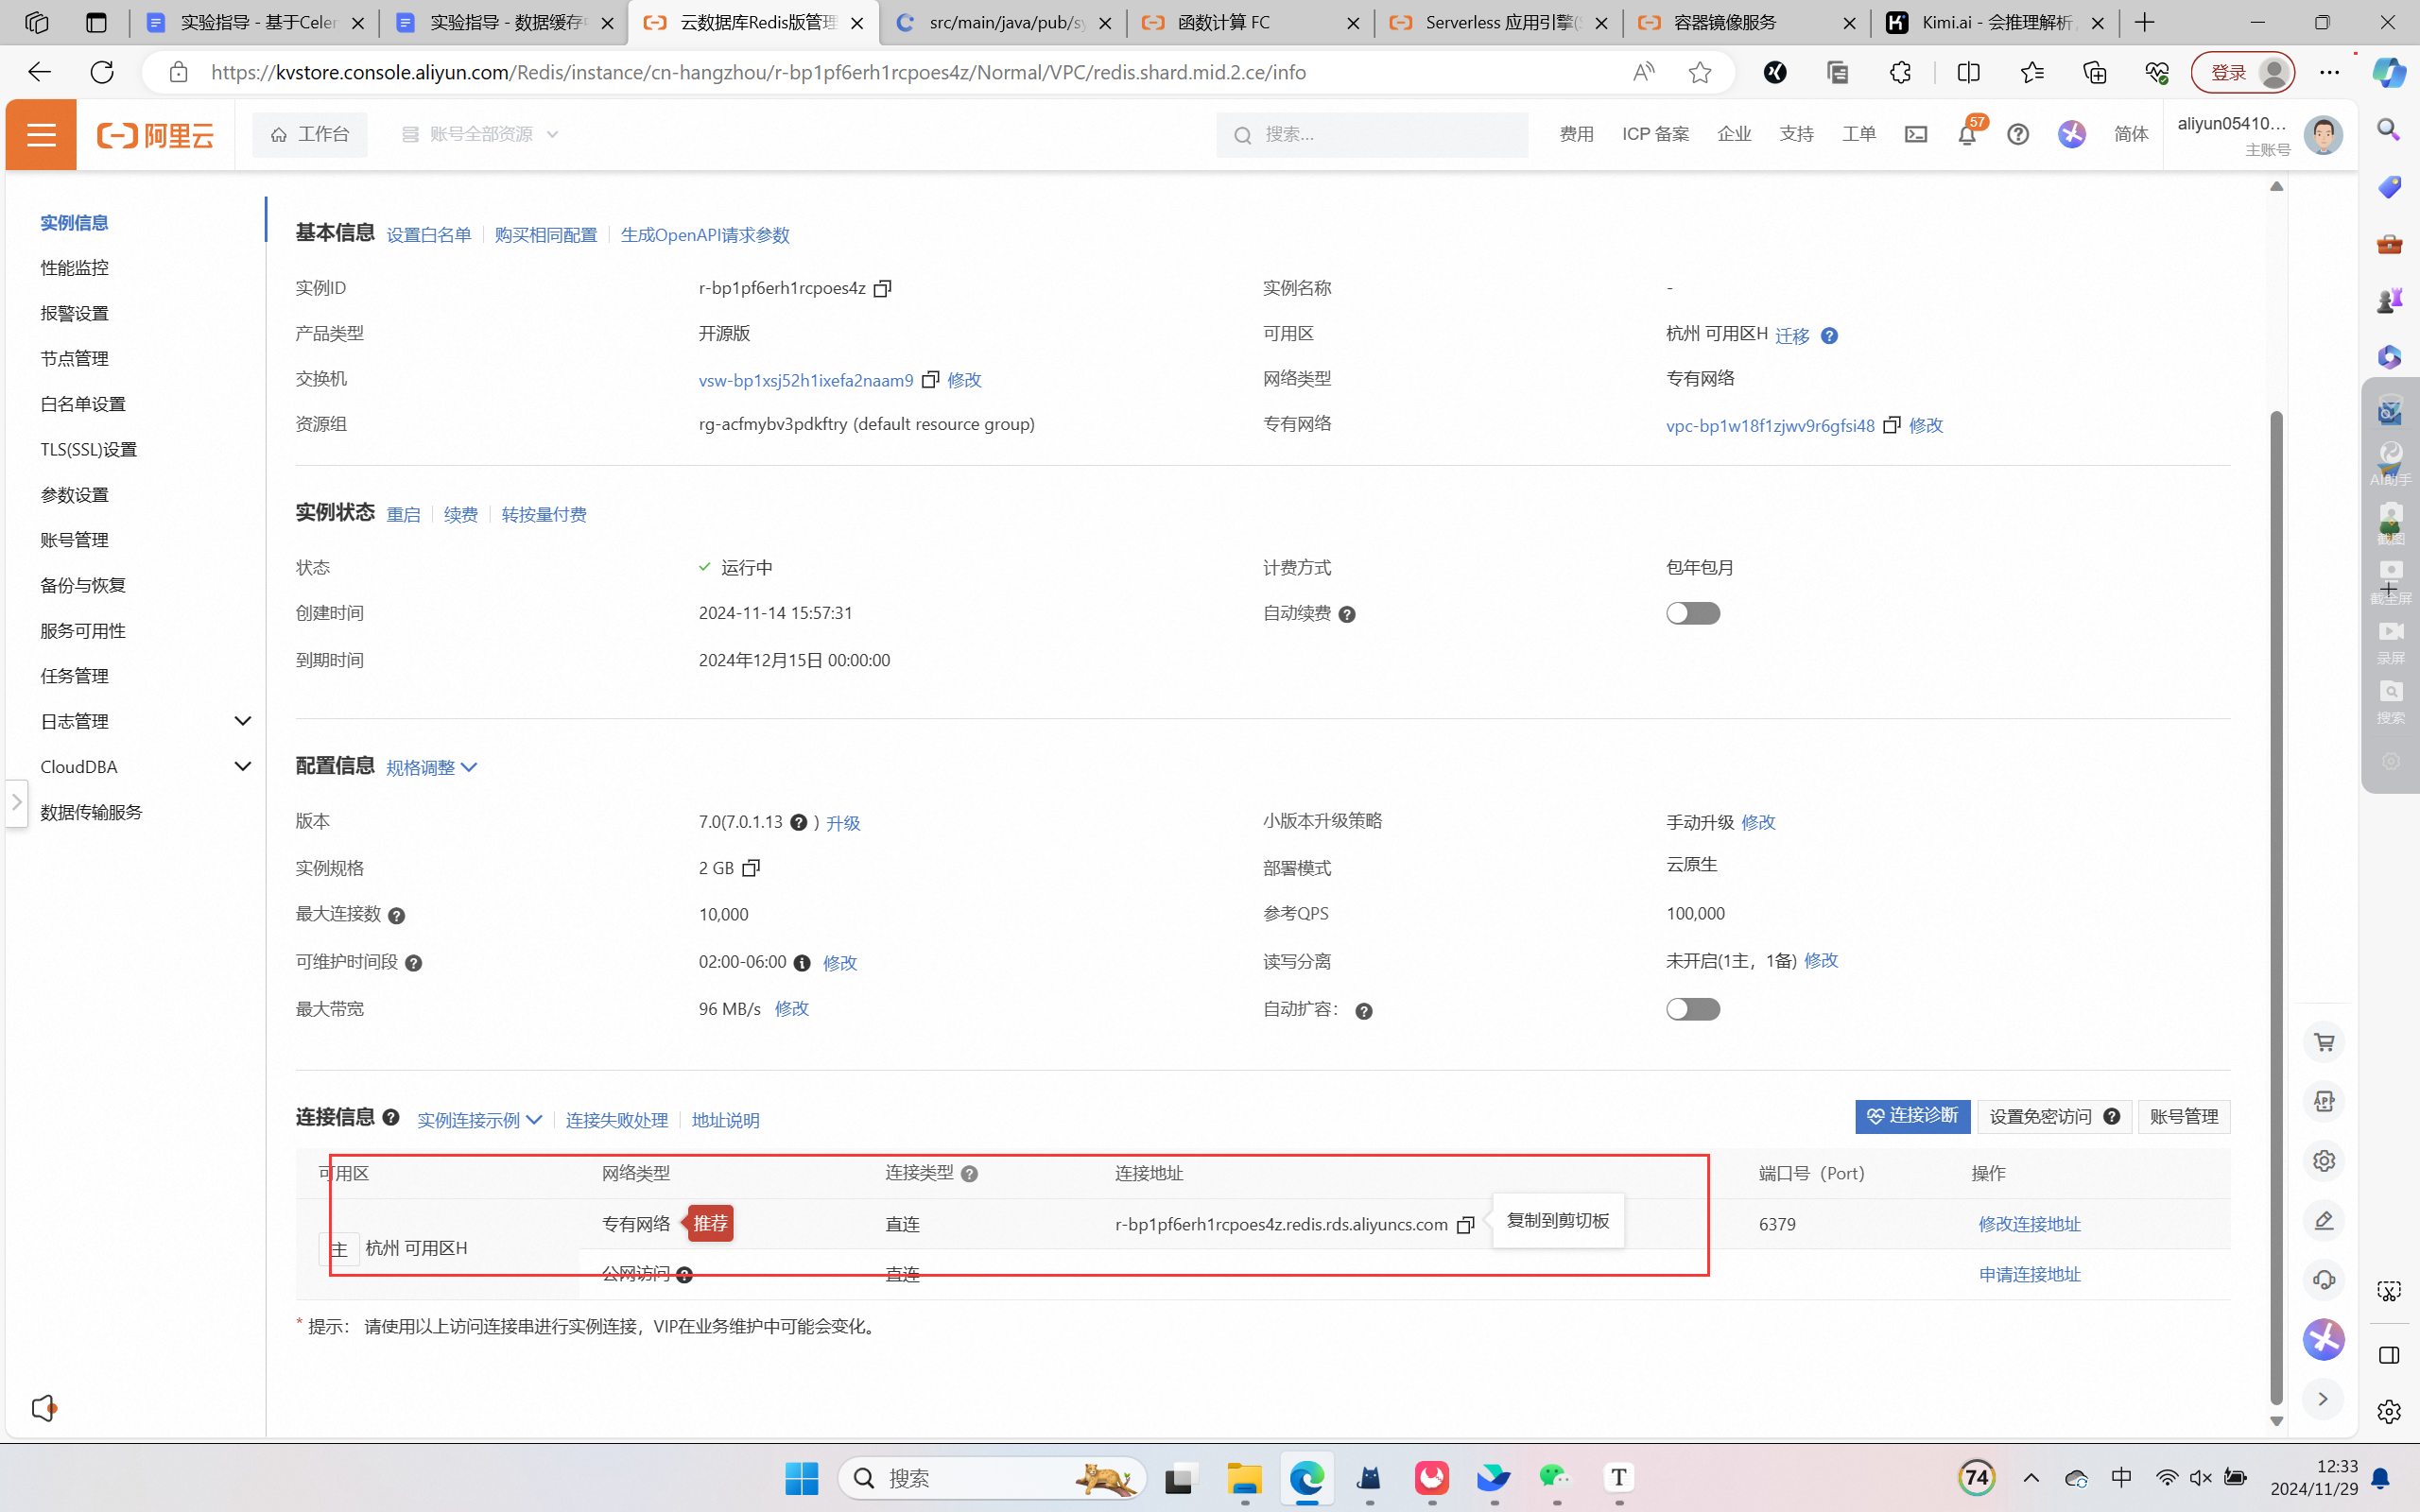 实验指导 - 基于Celer
实验指导 - 数据缓存中
云数据库Redis版管理
src/main/java/pub/sy
函数计算 FC
Serverless 应用引擎(S
容器镜像服务
Kimi.ai - 会推理解析,
https://kvstore.console.aliyun.com/Redis/instance/cn-hangzhou/r-bp1pf6erh1rcpoes4z/Normal/VPC/redis.shard.mid.2.ce/info
登录
阿里云
工作台
账号全部资源
搜索...
费用
ICP 备案
企业
支持
工单
57
简体
aliyun05410...
主账号
实例信息
性能监控
报警设置
节点管理
白名单设置
TLS(SSL)设置
参数设置
账号管理
备份与恢复
服务可用性
任务管理
日志管理
CloudDBA
数据传输服务
基本信息 设置白名单 购买相同配置 生成OpenAPI请求参数
实例ID r-bp1pf6erh1rcpoes4z 实例名称 -
产品类型 开源版 可用区 杭州 可用区H 迁移
交换机 vsw-bp1xsj52h1ixefa2naam9 修改 网络类型 专有网络
资源组 rg-acfmybv3pdkftry (default resource group) 专有网络 vpc-bp1w18f1zjwv9r6gfsi48 修改
实例状态 重启 续费 转按量付费
状态 运行中 计费方式 包年包月
创建时间 2024-11-14 15:57:31 自动续费
到期时间 2024年12月15日 00:00:00
配置信息 规格调整
版本 7.0(7.0.1.13 ) 升级 小版本升级策略 手动升级 修改
实例规格 2 GB 部署模式 云原生
最大连接数 10,000 参考QPS 100,000
可维护时间段 02:00-06:00 修改 读写分离 未开启(1主，1备) 修改
最大带宽 96 MB/s 修改 自动扩容：
连接信息 实例连接示例 连接失败处理 地址说明 连接诊断 设置免密访问 账号管理
可用区 网络类型 连接类型 连接地址 端口号（Port） 操作
专有网络 推荐 直连 r-bp1pf6erh1rcpoes4z.redis.rds.aliyuncs.com 复制到剪切板 6379 修改连接地址
主 杭州 可用区H
公网访问 直连 申请连接地址
* 提示： 请使用以上访问连接串进行实例连接，VIP在业务维护中可能会变化。
AI助手
截图
截全屏
录屏
搜索
APP
搜索
74
中
12:33
2024/11/29